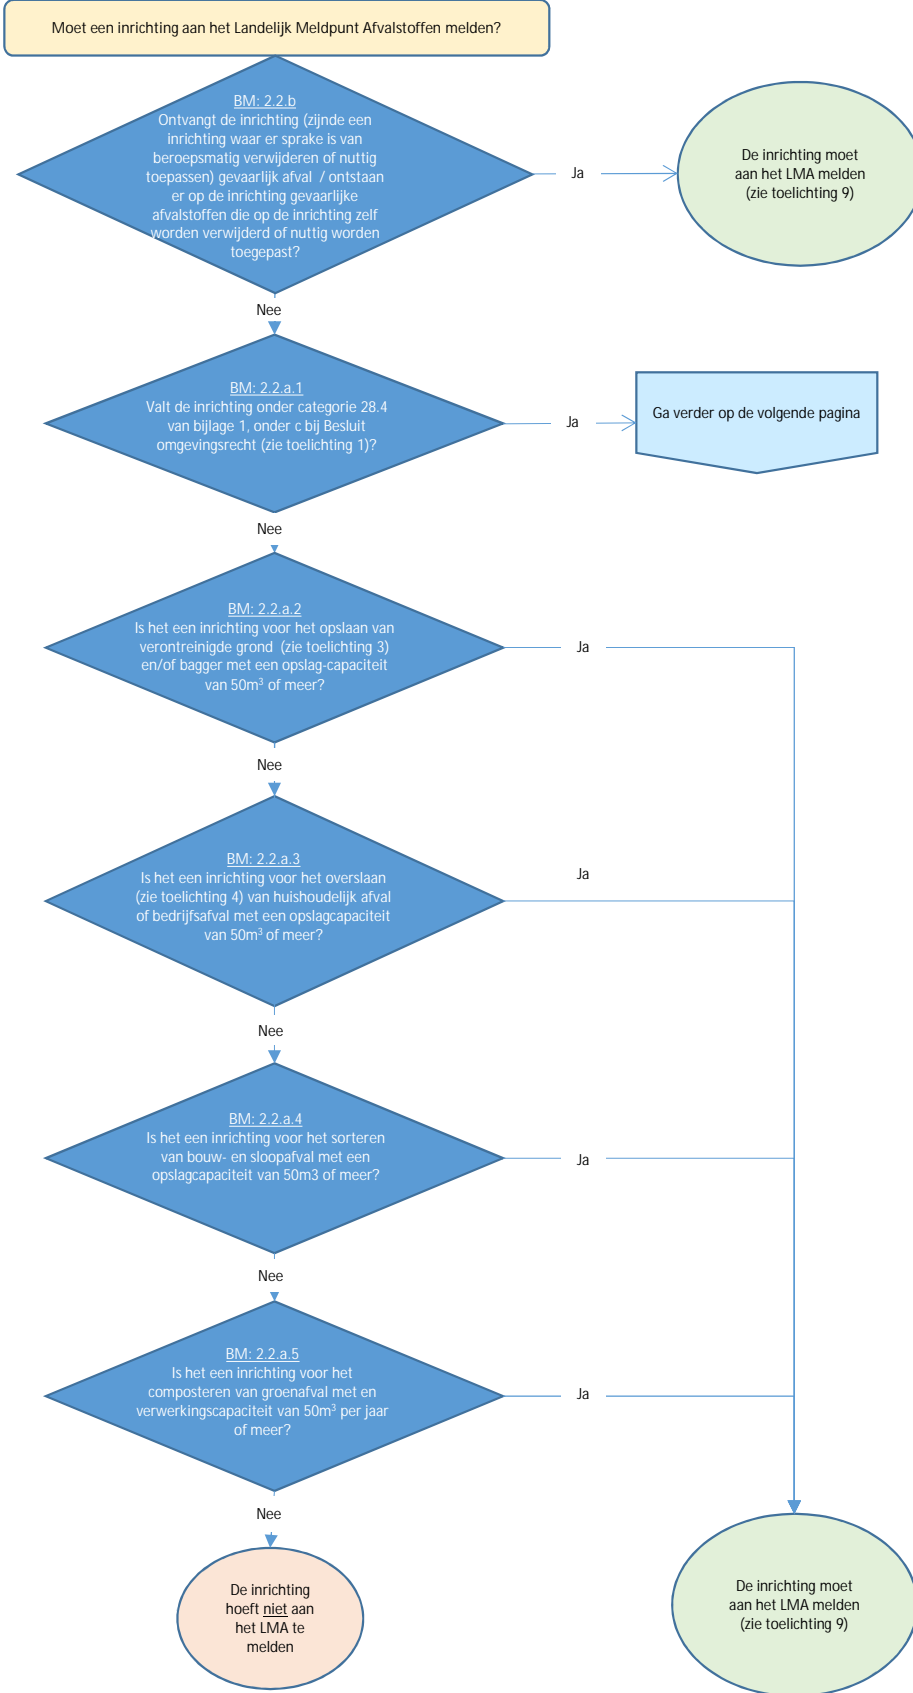 Moet een inrichting aan het Landelijk Meldpunt Afvalstoffen melden?
BM: 2.2.b
Ontvangt de inrichting (zijnde een
inrichting waar er sprake is van
beroepsmatig verwijderen of nuttig
toepassen) gevaarlijk afval / ontstaan
er op de inrichting gevaarlijke
afvalstoffen die op de inrichting zelf
worden verwijderd of nuttig worden
toegepast?
Ja
De inrichting moet
aan het LMA melden
(zie toelichting 9)
Nee
BM: 2.2.a.1
Valt de inrichting onder categorie 28.4
van bijlage 1, onder c bij Besluit
omgevingsrecht (zie toelichting 1)?
Ja
Ga verder op de volgende pagina
Nee
BM: 2.2.a.2
Is het een inrichting voor het opslaan van
verontreinigde grond (zie toelichting 3)
en/of bagger met een opslag-capaciteit
van 50m³ of meer?
Ja
Nee
BM: 2.2.a.3
Is het een inrichting voor het overslaan
(zie toelichting 4) van huishoudelijk afval
of bedrijfsafval met een opslagcapaciteit
van 50m³ of meer?
Ja
Nee
BM: 2.2.a.4
Is het een inrichting voor het sorteren
van bouw- en sloopafval met een
opslagcapaciteit van 50m3 of meer?
Ja
Nee
BM: 2.2.a.5
Is het een inrichting voor het
composteren van groenafval met en
verwerkingscapaciteit van 50m³ per jaar
of meer?
Ja
Nee
De inrichting
hoeft niet aan
het LMA te
melden
De inrichting moet
aan het LMA melden
(zie toelichting 9)